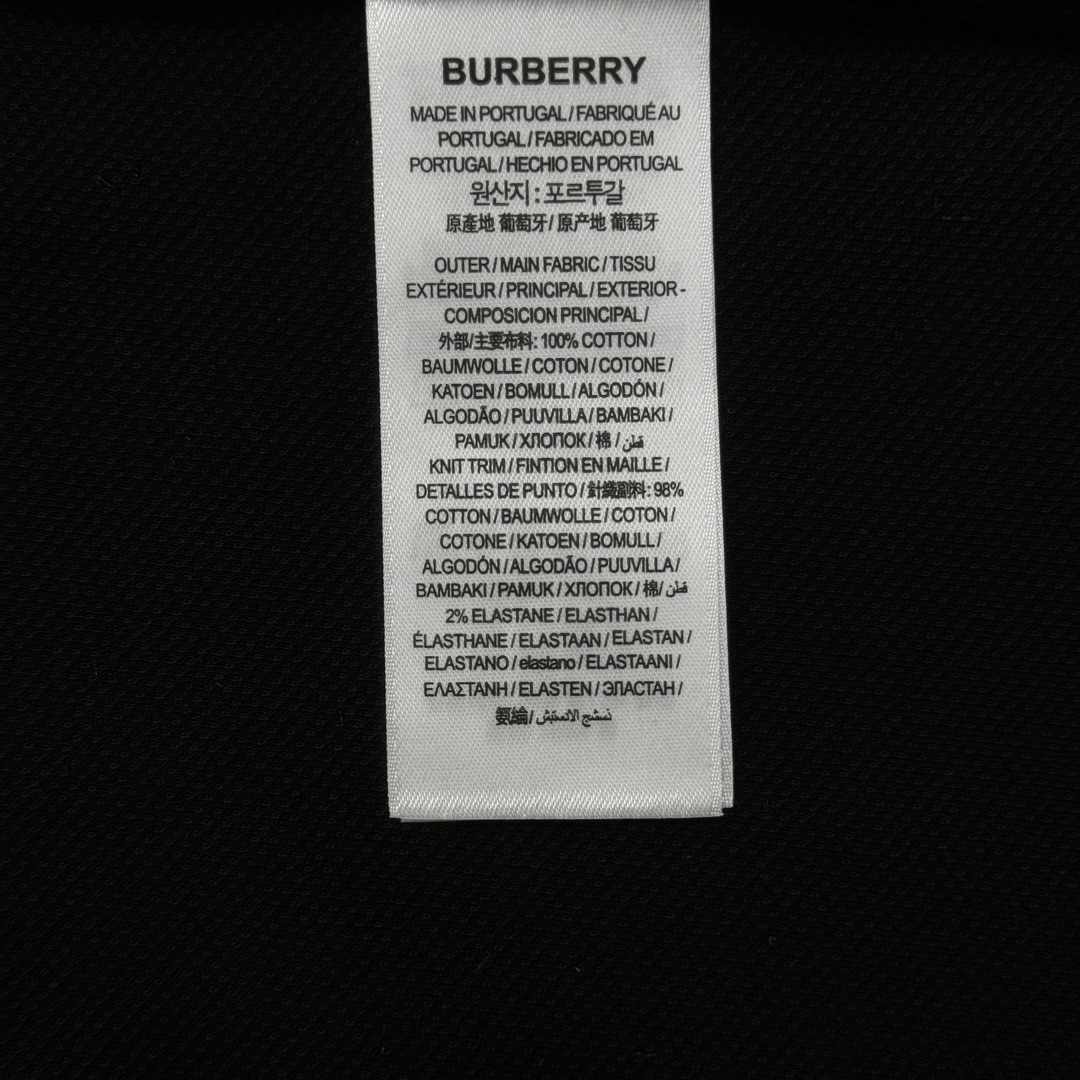 BURBERRY
MADE IN PORTUGAL / FABRIQUÉ AU
PORTUGAL / FABRICADO EM
PORTUGAL / HECHIO EN PORTUGAL
원산지 : 포르투갈
原產地 葡萄牙 / 原产地 葡萄牙
OUTER / MAIN FABRIC / TISSU
EXTÉRIEUR / PRINCIPAL / EXTERIOR -
COMPOSICION PRINCIPAL /
外部/主要布料: 100% COTTON /
BAUMWOLLE / COTON / COTONE /
KATOEN / BOMULL / ALGODÓN /
ALGODÃO / PUUVILLA / BAMBAKI /
PAMUK / ХЛОПОК / 棉 / قطن
KNIT TRIM / FINTION EN MAILLE /
DETALLES DE PUNTO / 針織副料: 98%
COTTON / BAUMWOLLE / COTON /
COTONE / KATOEN / BOMULL /
ALGODÓN / ALGODÃO / PUUVILLA /
BAMBAKI / PAMUK / ХЛОПОК / 棉/ قطن
2% ELASTANE / ELASTHAN /
ÉLASTHANE / ELASTAAN / ELASTAN /
ELASTANO / elastano / ELASTAANI /
ΕΛΑΣΤΑΝΗ / ELASTEN / ЭЛАСТАН /
氨綸/